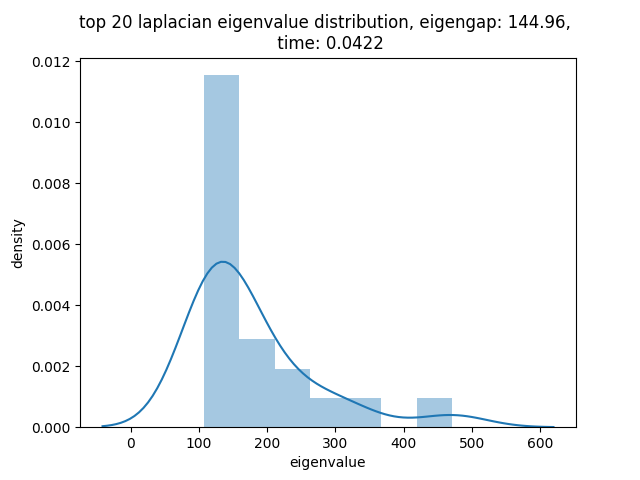 top 20 laplacian eigenvalue distribution, eigengap: 144.96,
time: 0.0422
0.012
0.010
0.008
0.006
0.004
0.002
0.000
density
0 100 200 300 400 500 600
eigenvalue